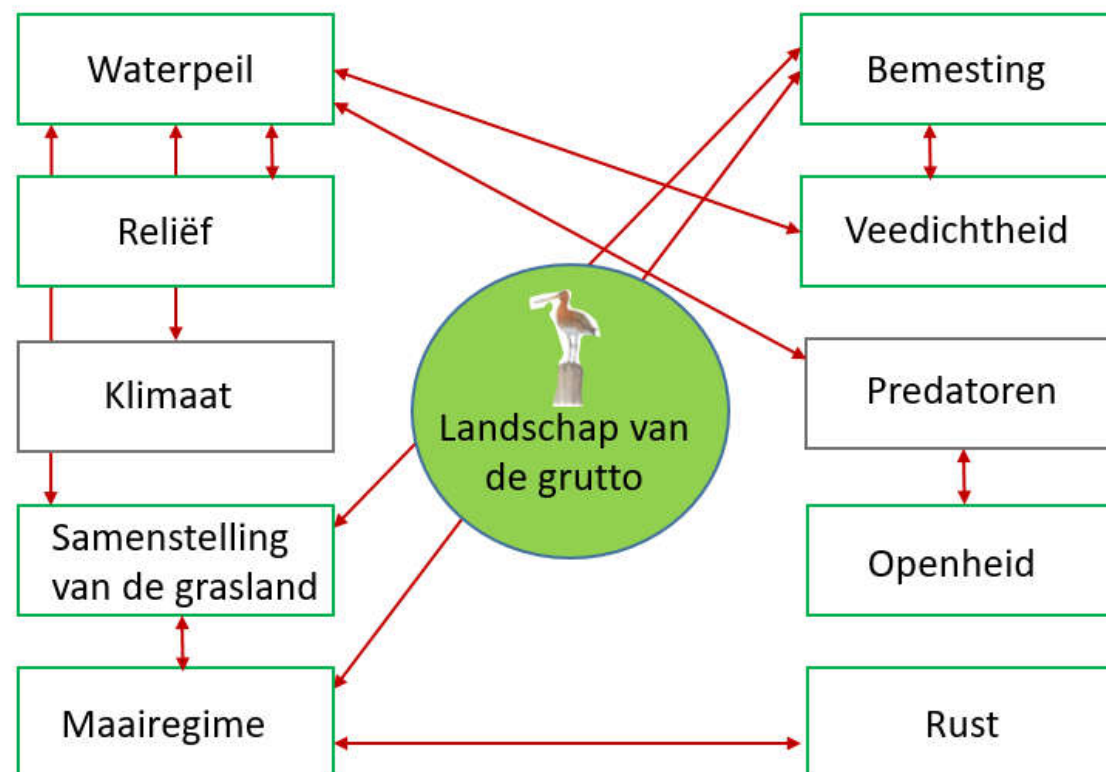 Waterpeil
Bemesting
Reliëf
Veedichtheid
Klimaat
Landschap van
de grutto
Predatoren
Samenstelling
van de grasland
Openheid
Maairegime
Rust